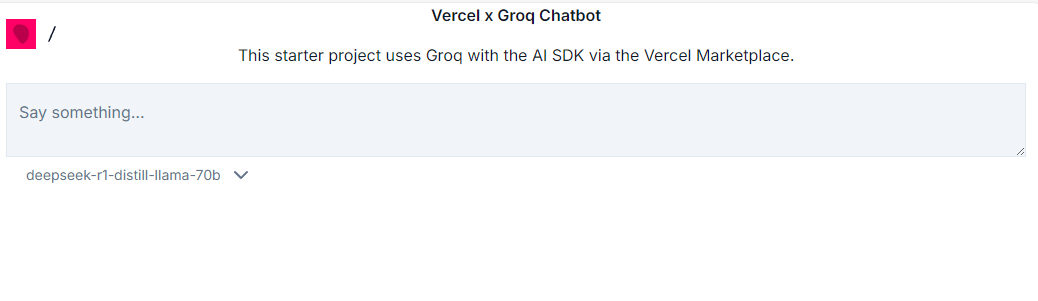 Vercel x Groq Chatbot
/
This starter project uses Groq with the AI SDK via the Vercel Marketplace.
Say something...
deepseek-r1-distill-llama-70b